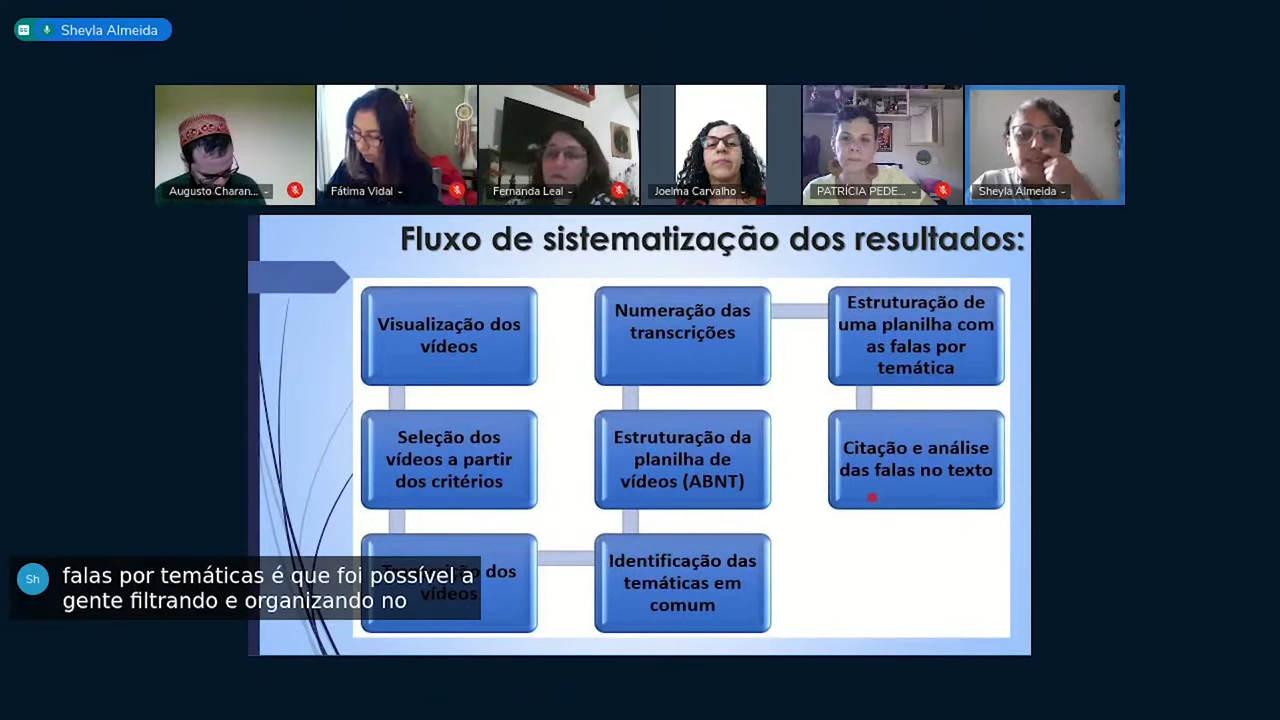 Sheyla Almeida
Augusto Charan...
Fátima Vidal
Fernanda Leal
Joelma Carvalho
PATRÍCIA PEDE...
Sheyla Almeida
Fluxo de sistematização dos resultados:
Visualização dos
vídeos
Seleção dos
vídeos a partir
dos critérios
dos
vídeos
Identificação das
temáticas em
comum
Estruturação da
planilha de
vídeos (ABNT)
Numeração das
transcrições
Estruturação de
uma planilha com
as falas por
temática
Citação e análise
das falas no texto
Sh
falas por temáticas é que foi possível a
gente filtrando e organizando no